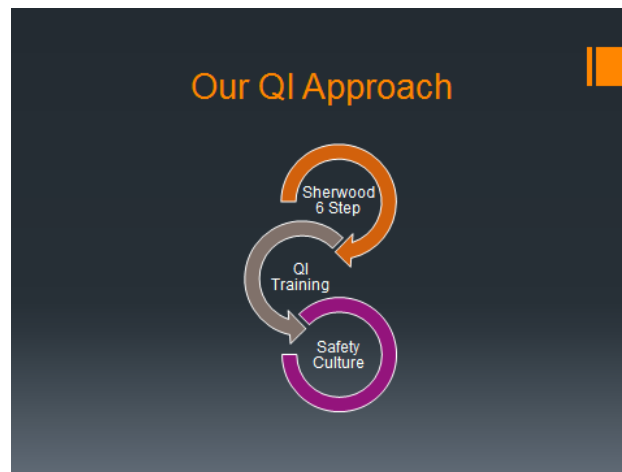 Our QI Approach
Sherwood
6 Step
QI
Training
Safety
Culture